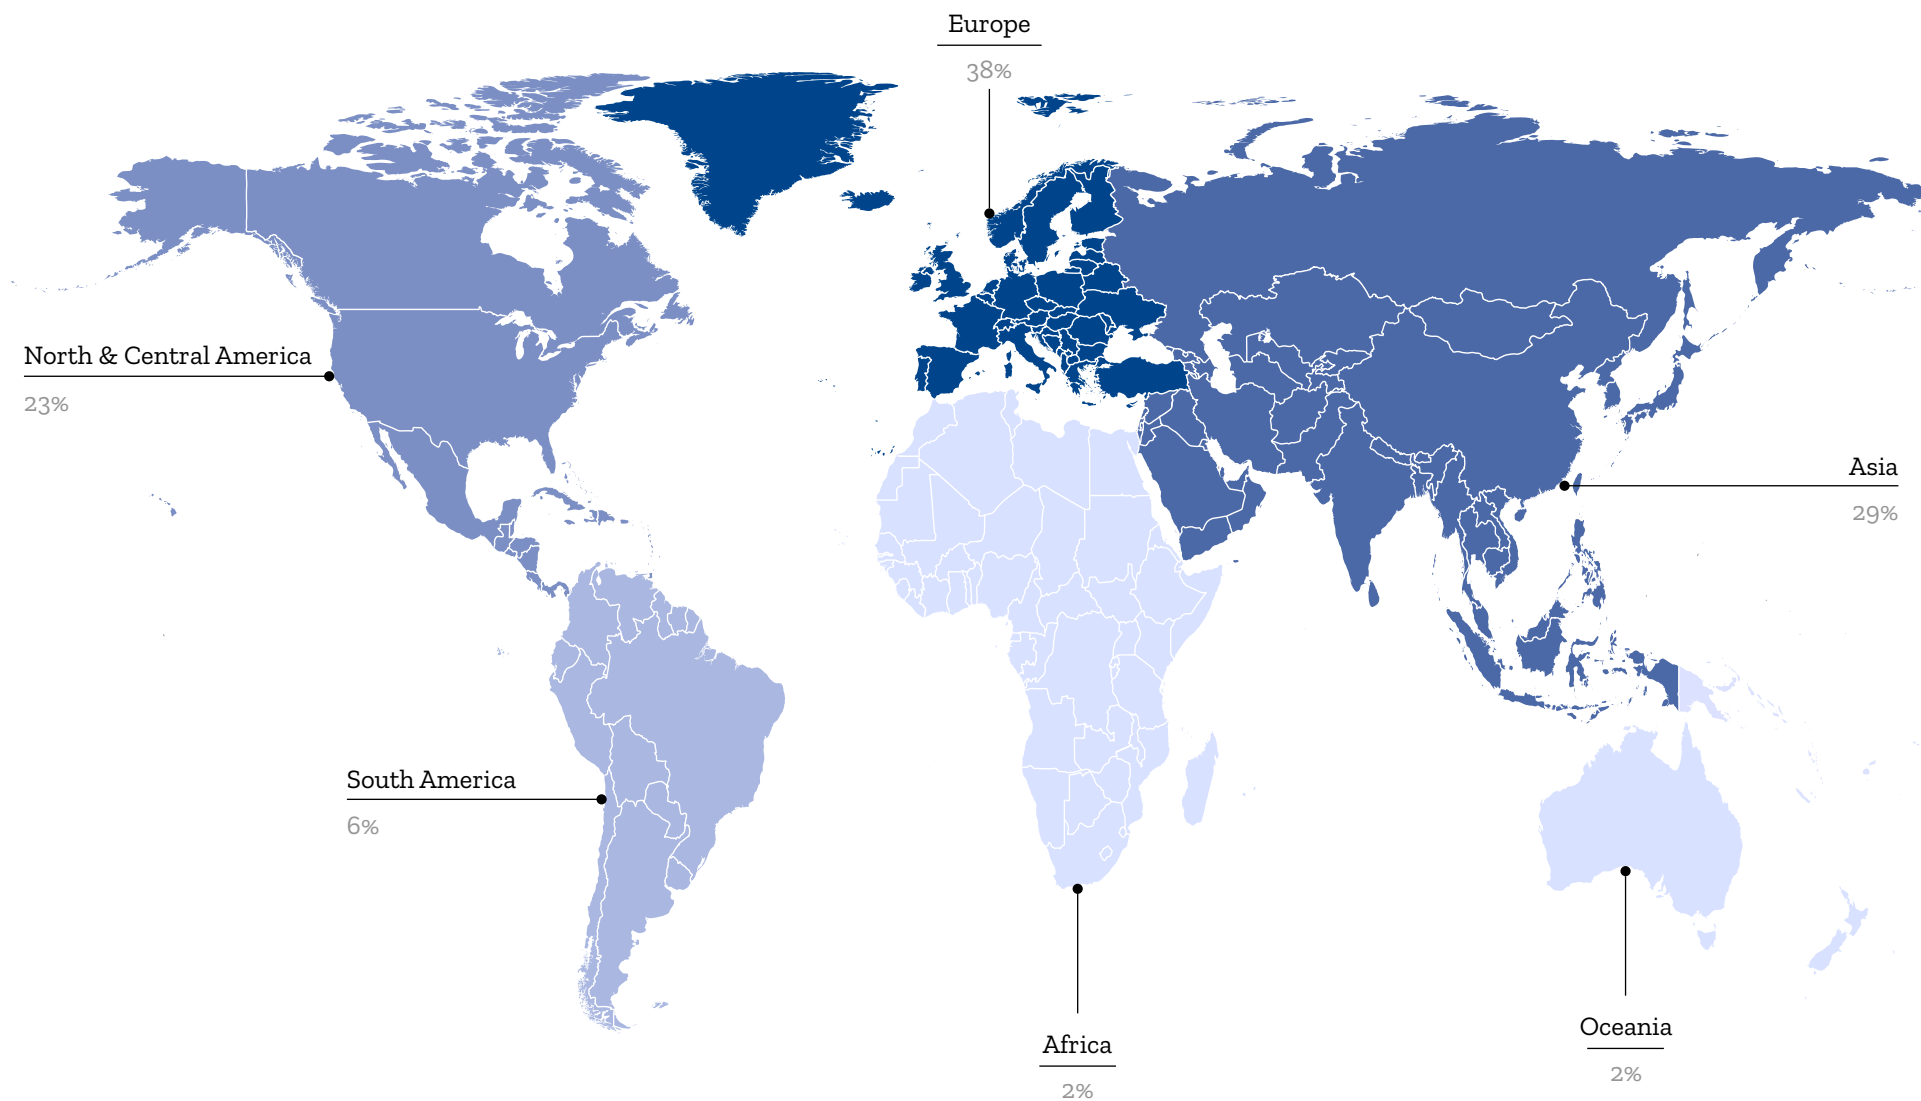 Europe
38%
North & Central America
23%
Asia
29%
South America
6%
Africa
2%
Oceania
2%